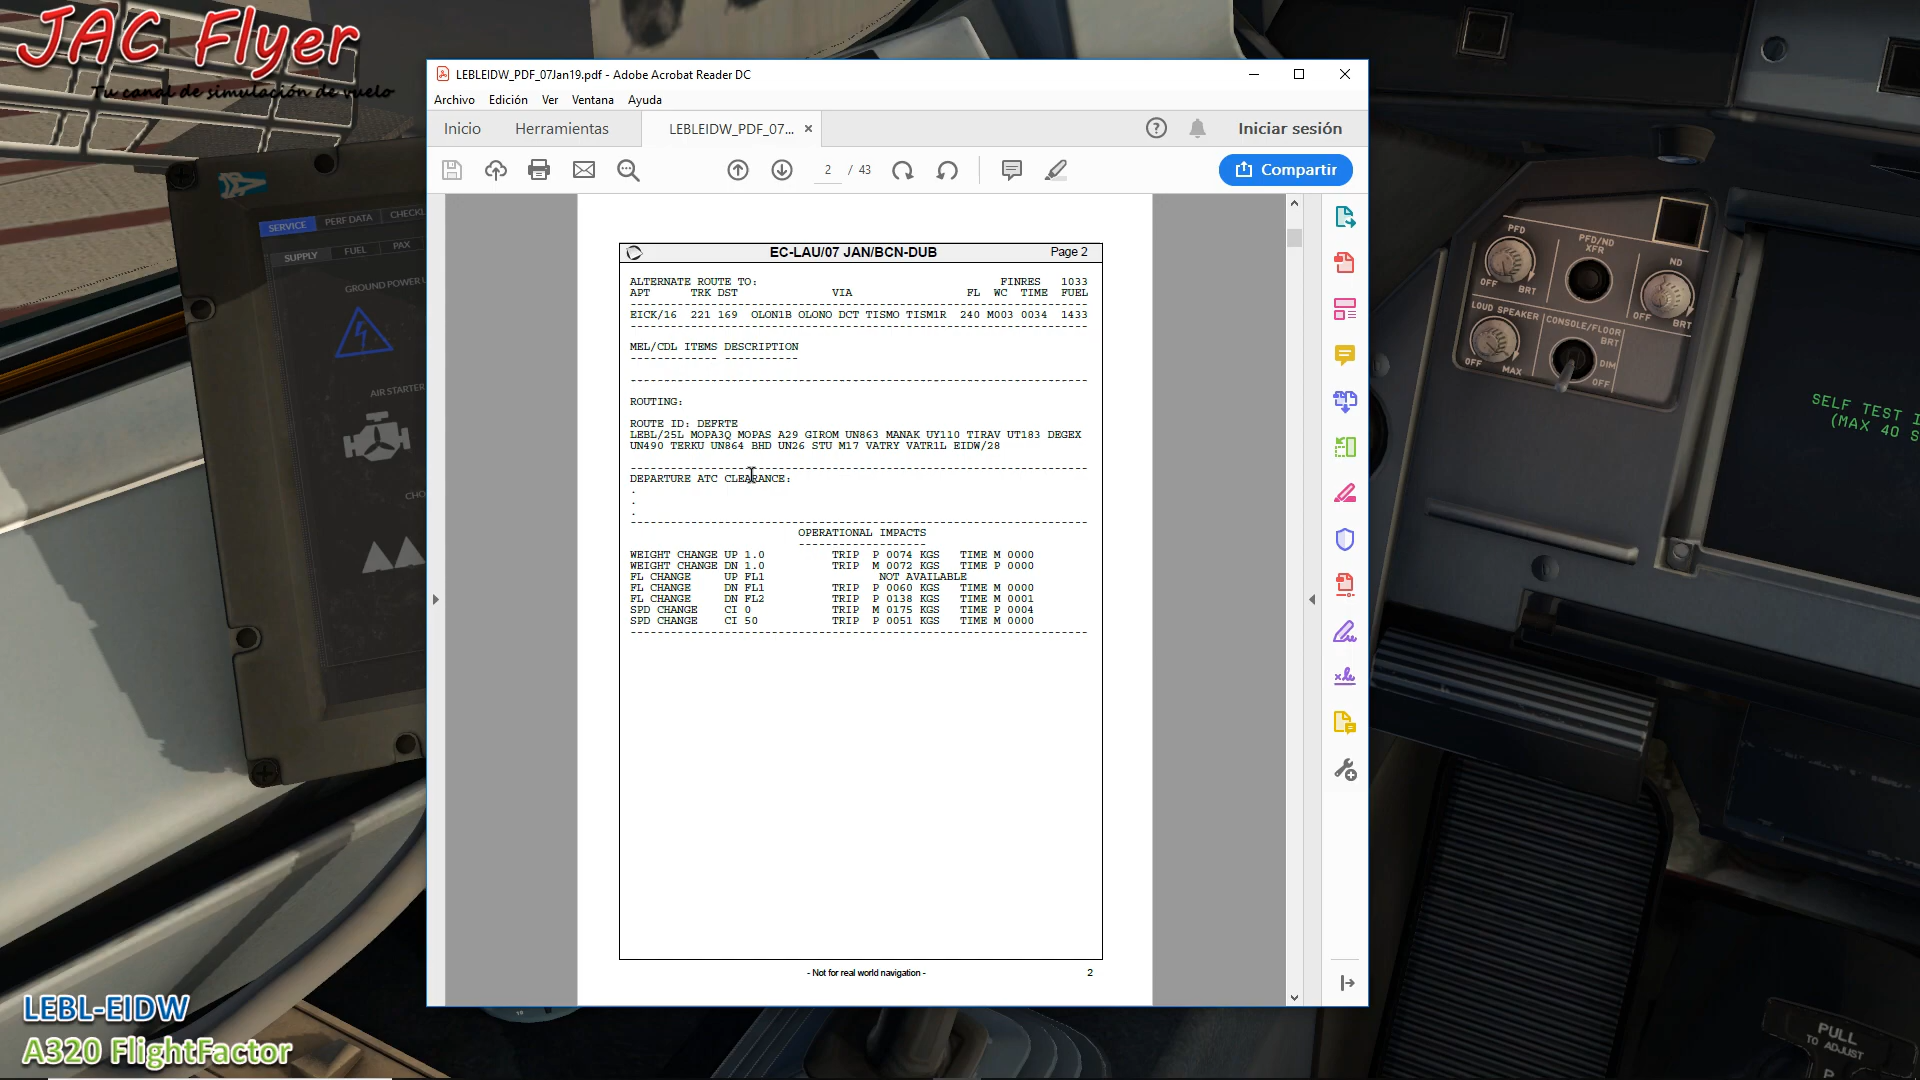 JAC Flyer
Tu canal de simulación de vuelo
LEBLEIDW_PDF_07Jan19.pdf - Adobe Acrobat Reader DC
Archivo Edición Ver Ventana Ayuda
Inicio Herramientas LEBLEIDW_PDF_07... Iniciar sesión
2 / 43 Compartir
EC-LAU/07 JAN/BCN-DUB Page 2
ALTERNATE ROUTE TO: FINRES 1033
APT TRK DST VIA FL WC TIME FUEL
EICK/16 221 169 OLON1B OLONO DCT TISMO TISM1R 240 M003 0034 1433
MEL/CDL ITEMS DESCRIPTION
ROUTING:
ROUTE ID: DEFRTE
LEBL/25L MOPA3Q MOPAS A29 GIROM UN863 MANAK UY110 TIRAV UT183 DEGEX
UN490 TERKU UN864 BHD UN26 STU M17 VATRY VATR1L EIDW/28
DEPARTURE ATC CLEARANCE:
.
.
.
OPERATIONAL IMPACTS
WEIGHT CHANGE UP 1.0 TRIP P 0074 KGS TIME M 0000
WEIGHT CHANGE DN 1.0 TRIP M 0072 KGS TIME P 0000
FL CHANGE UP FL1 NOT AVAILABLE
FL CHANGE DN FL1 TRIP P 0060 KGS TIME M 0000
FL CHANGE DN FL2 TRIP P 0138 KGS TIME M 0001
SPD CHANGE CI 0 TRIP M 0175 KGS TIME P 0004
SPD CHANGE CI 50 TRIP P 0051 KGS TIME M 0000
- Not for real world navigation - 2
SERVICE PERF DATA
SUPPLY FUEL PAX
GROUND POWER
AIR STARTER
PFD PFD/ND XFR ND
OFF BRT OFF BRT
LOUD SPEAKER CONSOLE/FLOOR
BRT
DIM
OFF
OFF MAX
SELF TEST
(MAX 40
PULL
TO ADJUST
LEBL-EIDW
A320 FlightFactor